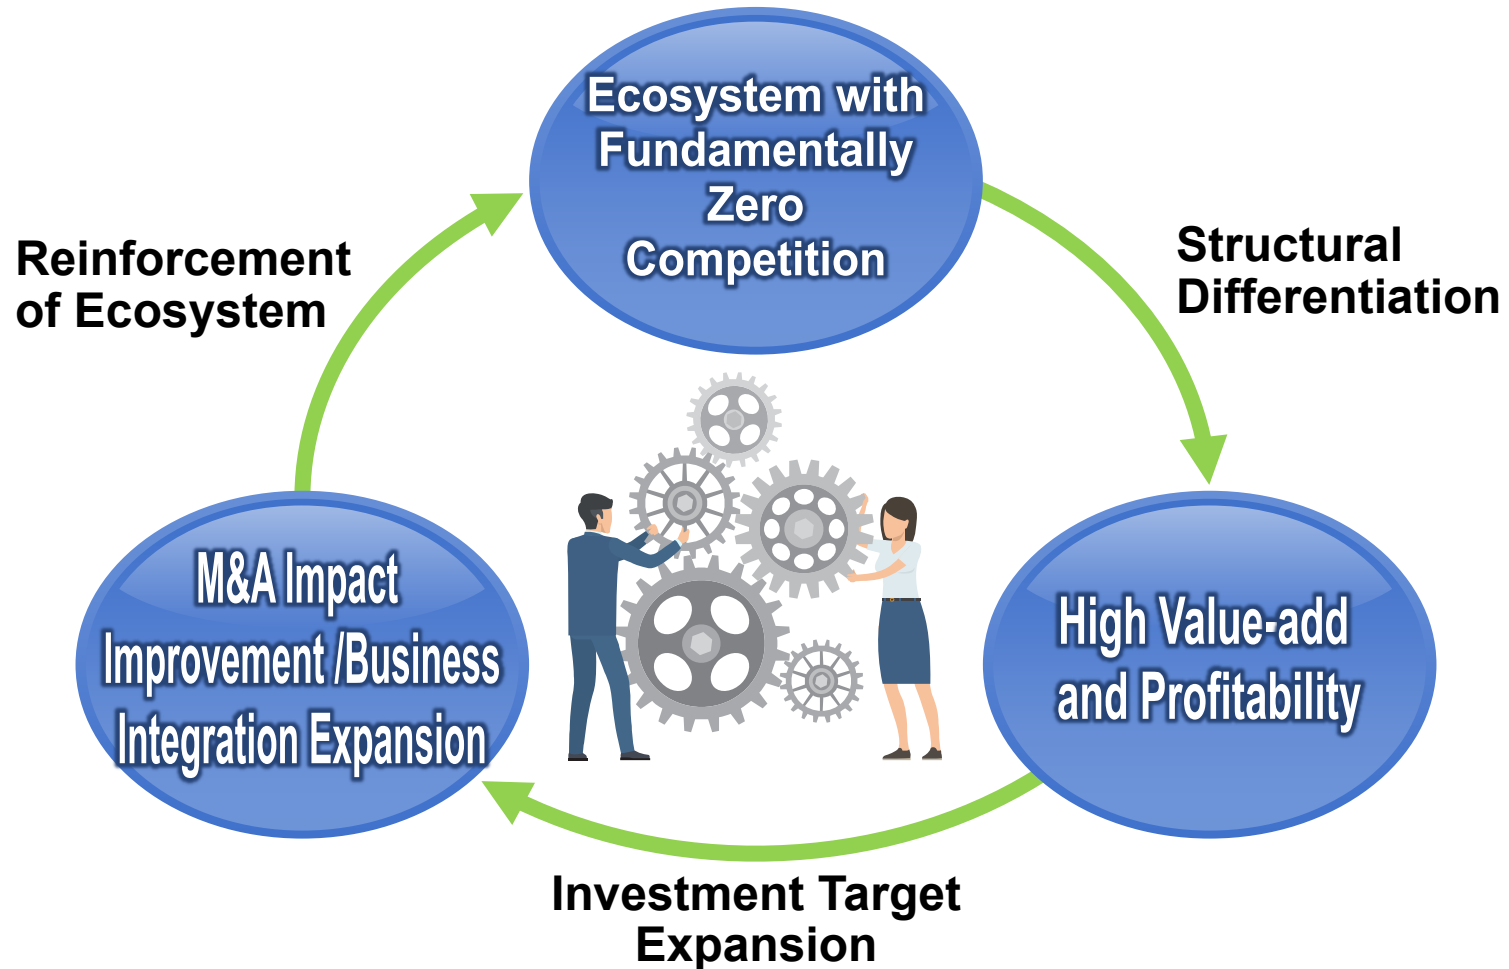 Ecosystem with
Fundamentally
Zero
Competition
Structural
Differentiation
Reinforcement
of Ecosystem
M&A Impact
Improvement /Business
Integration Expansion
High Value-add
and Profitability
Investment Target
Expansion